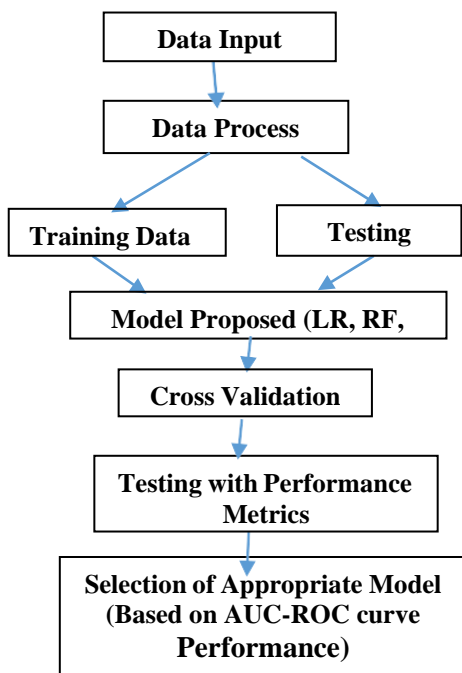 Data Input
Data Process
Training Data
Testing
Model Proposed (LR, RF,
Cross Validation
Testing with Performance
Metrics
Selection of Appropriate Model
(Based on AUC-ROC curve
Performance)